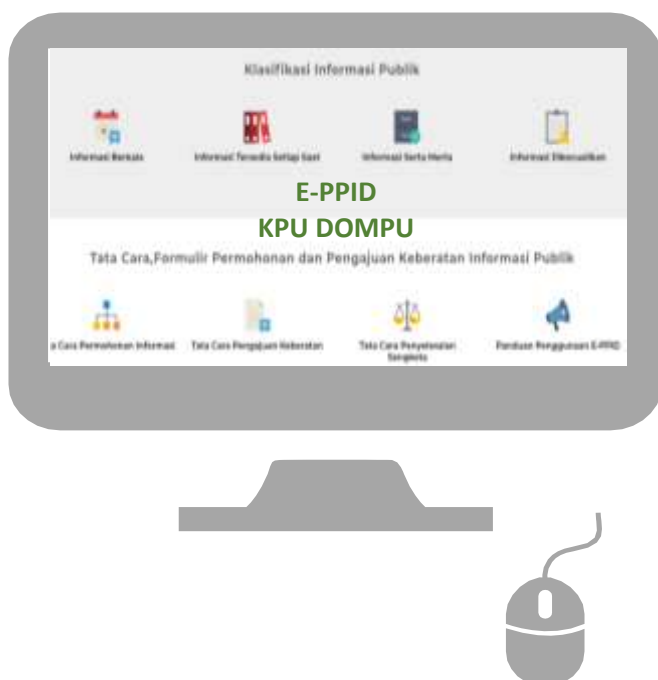 Klasifikasi Informasi Publik
Informasi Berkala
Informasi Tersedia Setiap Saat
Informasi Serta Merta
Informasi Dikecualikan
E-PPID
KPU DOMPU
Tata Cara,Formulir Permohonan dan Pengajuan Keberatan Informasi Publik
a Cara Permohonan Informasi
Tata Cara Pengajuan Keberatan
Tata Cara Penyelesaian
Sengketa
Panduan Penggunaan E-PPID